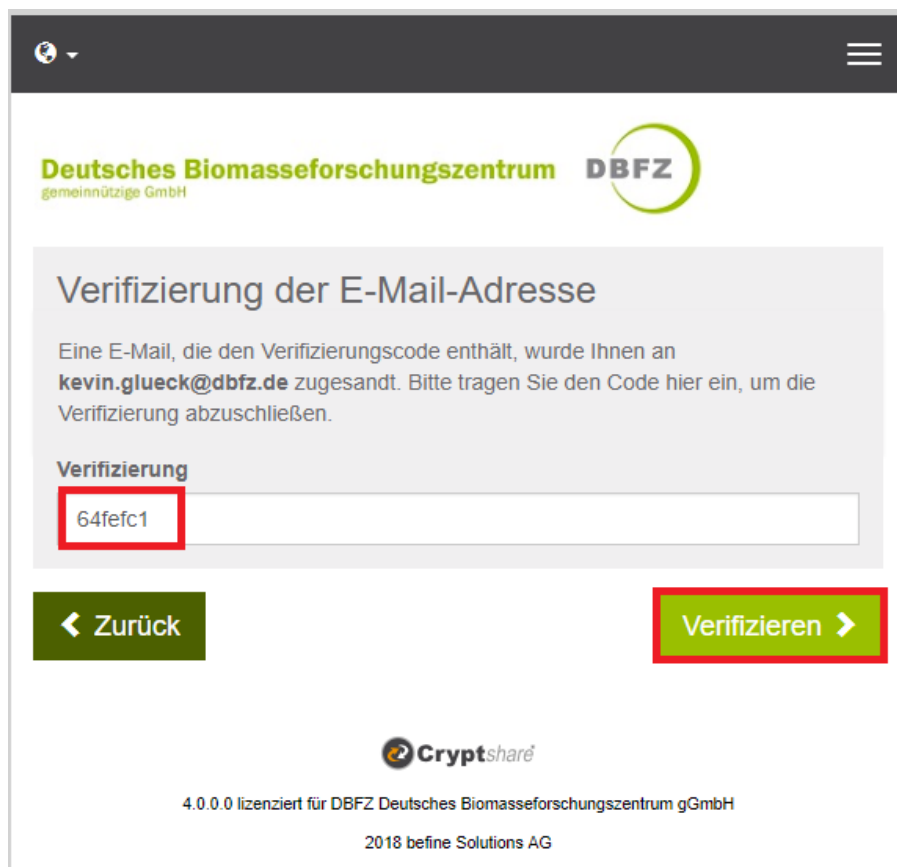 Deutsches Biomasseforschungszentrum
gemeinnützige GmbH
DBFZ
Verifizierung der E-Mail-Adresse
Eine E-Mail, die den Verifizierungscode enthält, wurde Ihnen an
kevin.glueck@dbfz.de zugesandt. Bitte tragen Sie den Code hier ein, um die
Verifizierung abzuschließen.
Verifizierung
64fefc1
Zurück
Verifizieren
Cryptshare
4.0.0.0 lizenziert für DBFZ Deutsches Biomasseforschungszentrum gGmbH
2018 befine Solutions AG